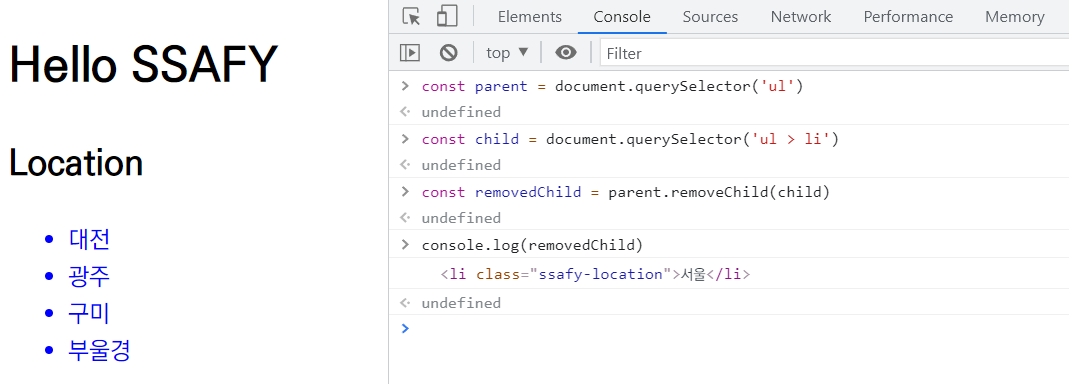 Hello SSAFY
Location
대전
광주
구미
부울경
Elements Console Sources Network Performance Memory
top ▼ Filter
> const parent = document.querySelector('ul')
undefined
> const child = document.querySelector('ul > li')
undefined
> const removedChild = parent.removeChild(child)
undefined
> console.log(removedChild)
<li class="ssafy-location">서울</li>
undefined
>